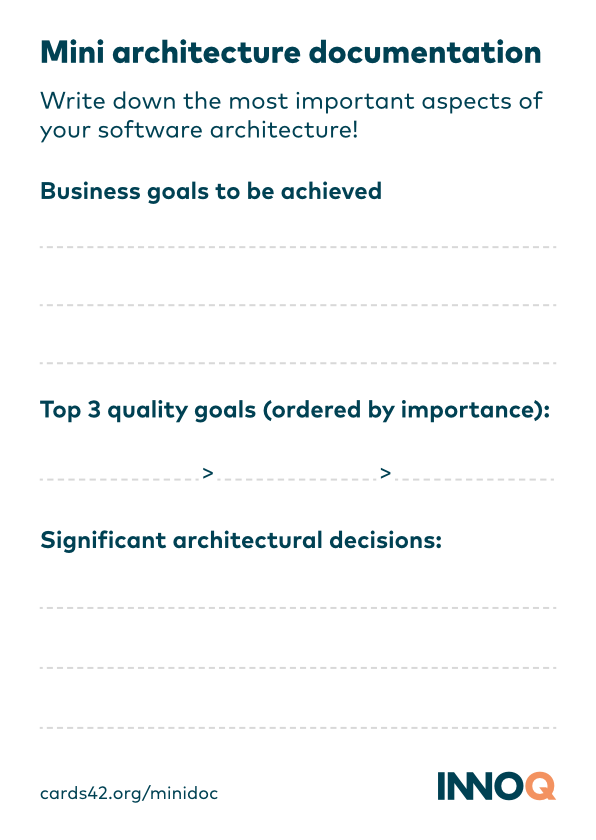 Mini architecture documentation
Write down the most important aspects of
your software architecture!
Business goals to be achieved
Top 3 quality goals (ordered by importance):
> >
Significant architectural decisions:
cards42.org/minidoc
INNOQ